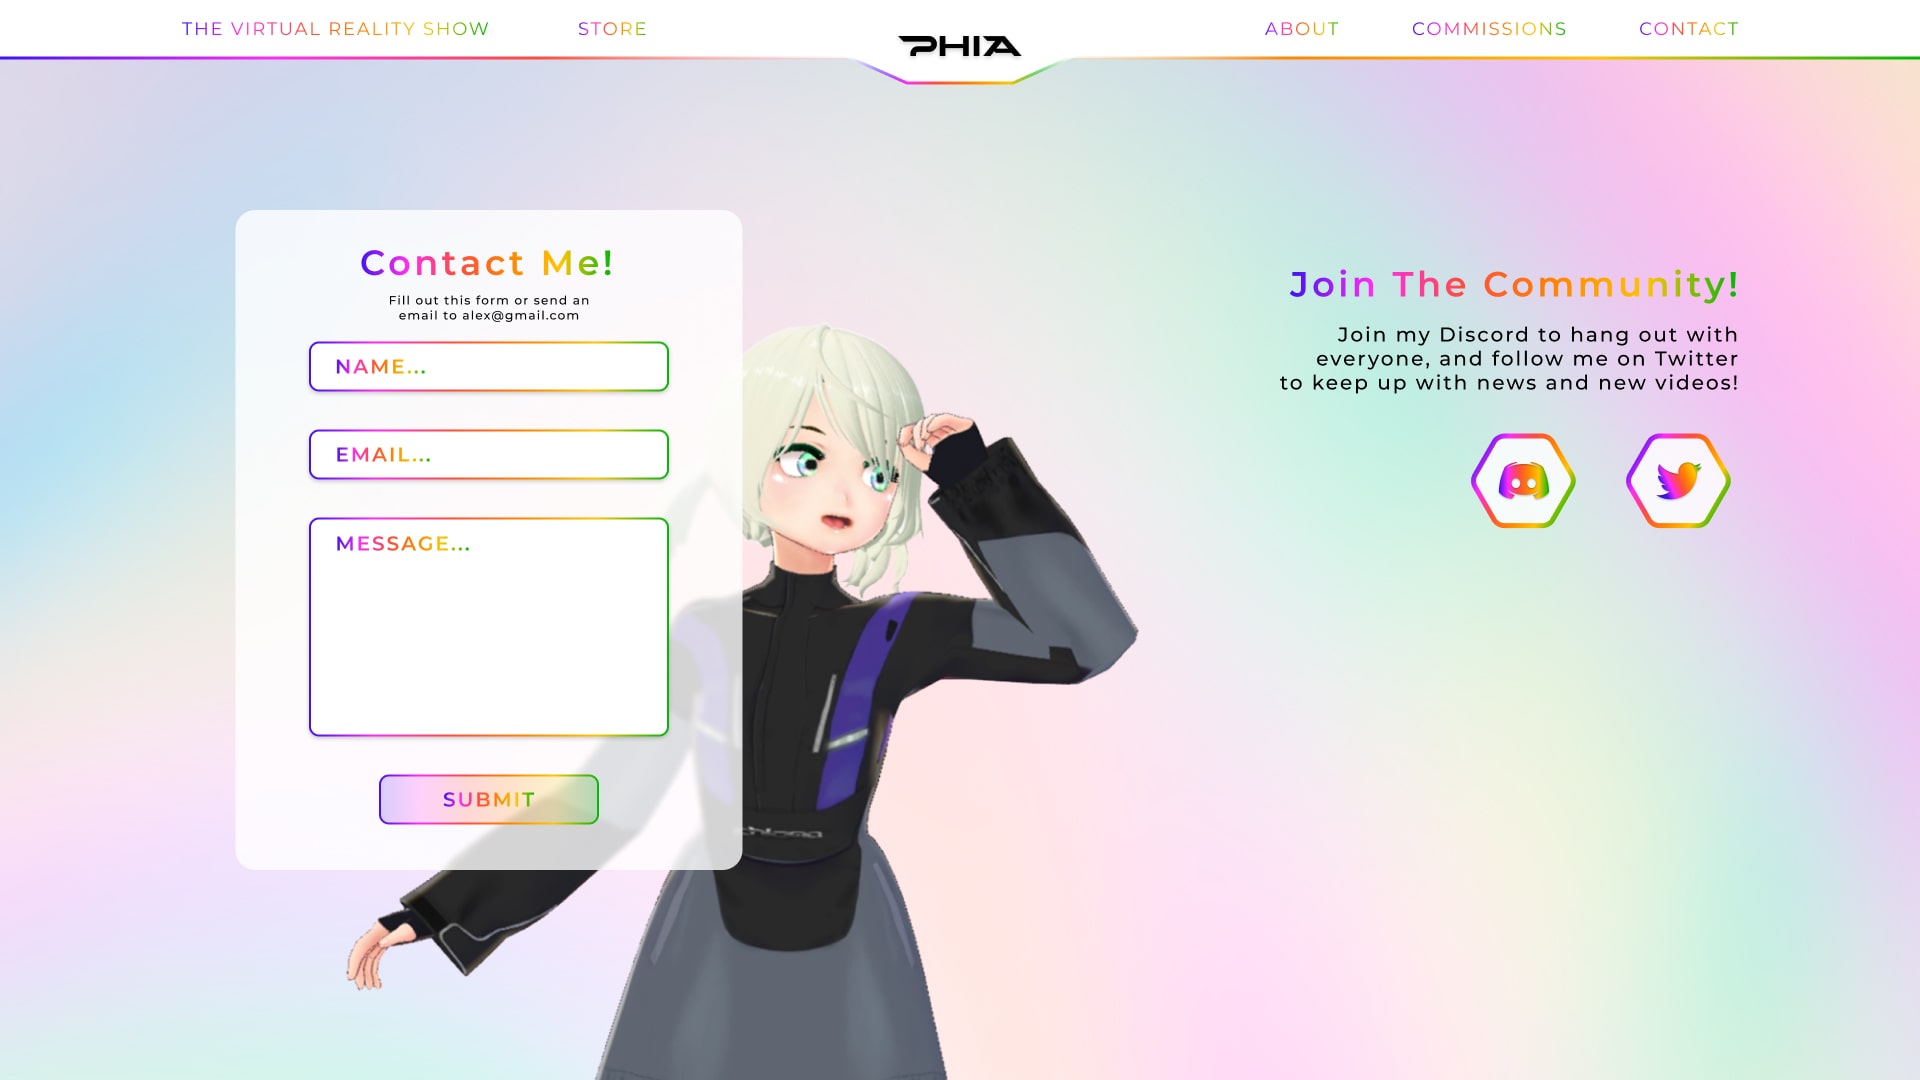 THE VIRTUAL REALITY SHOW
STORE
PHIA
ABOUT
COMMISSIONS
CONTACT
Contact Me!
Fill out this form or send an
email to alex@gmail.com
NAME...
EMAIL...
MESSAGE...
SUBMIT
Join The Community!
Join my Discord to hang out with
everyone, and follow me on Twitter
to keep up with news and new videos!